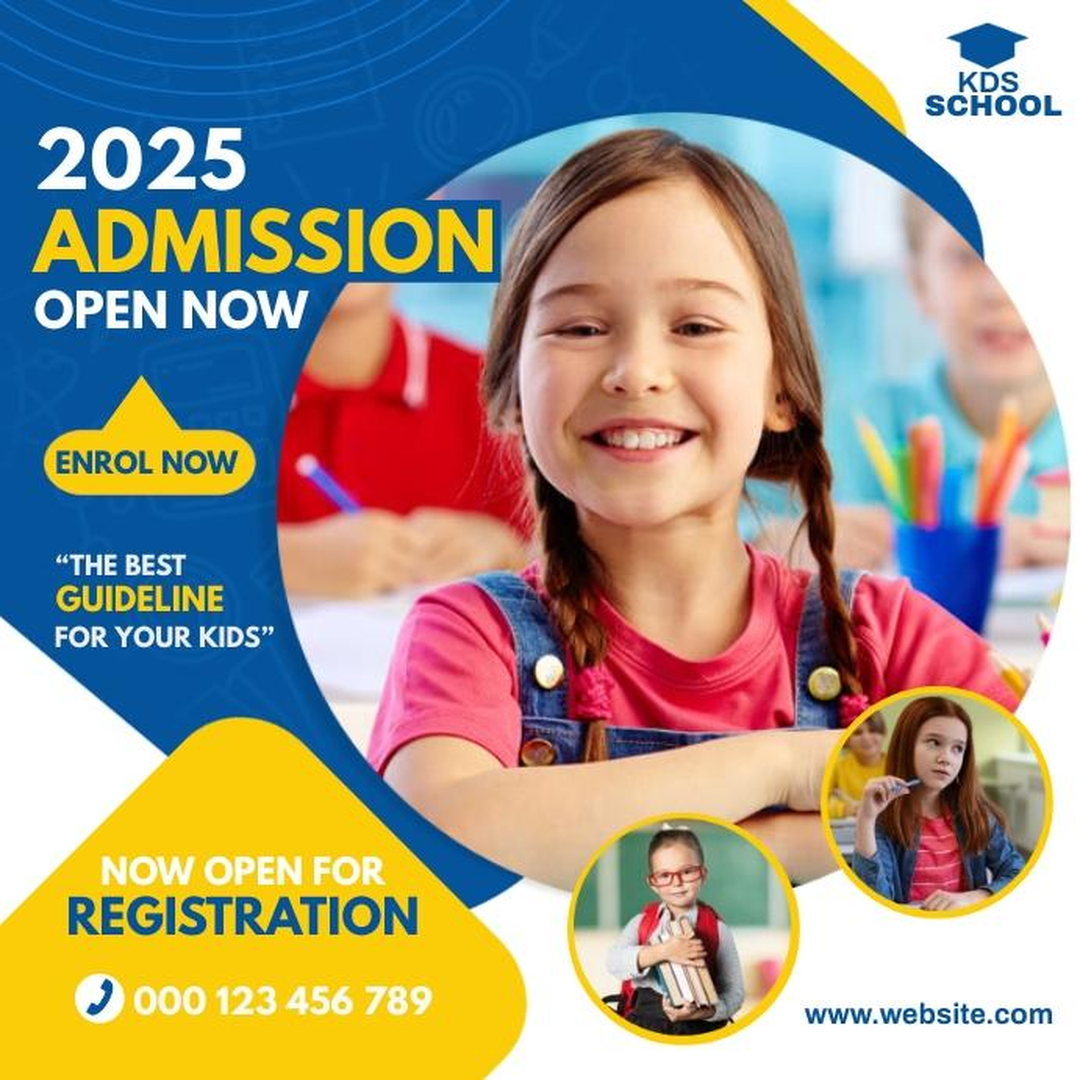 KDS
SCHOOL
2025
ADMISSION
OPEN NOW
ENROL NOW
“THE BEST
GUIDELINE
FOR YOUR KIDS”
NOW OPEN FOR
REGISTRATION
000 123 456 789
www.website.com